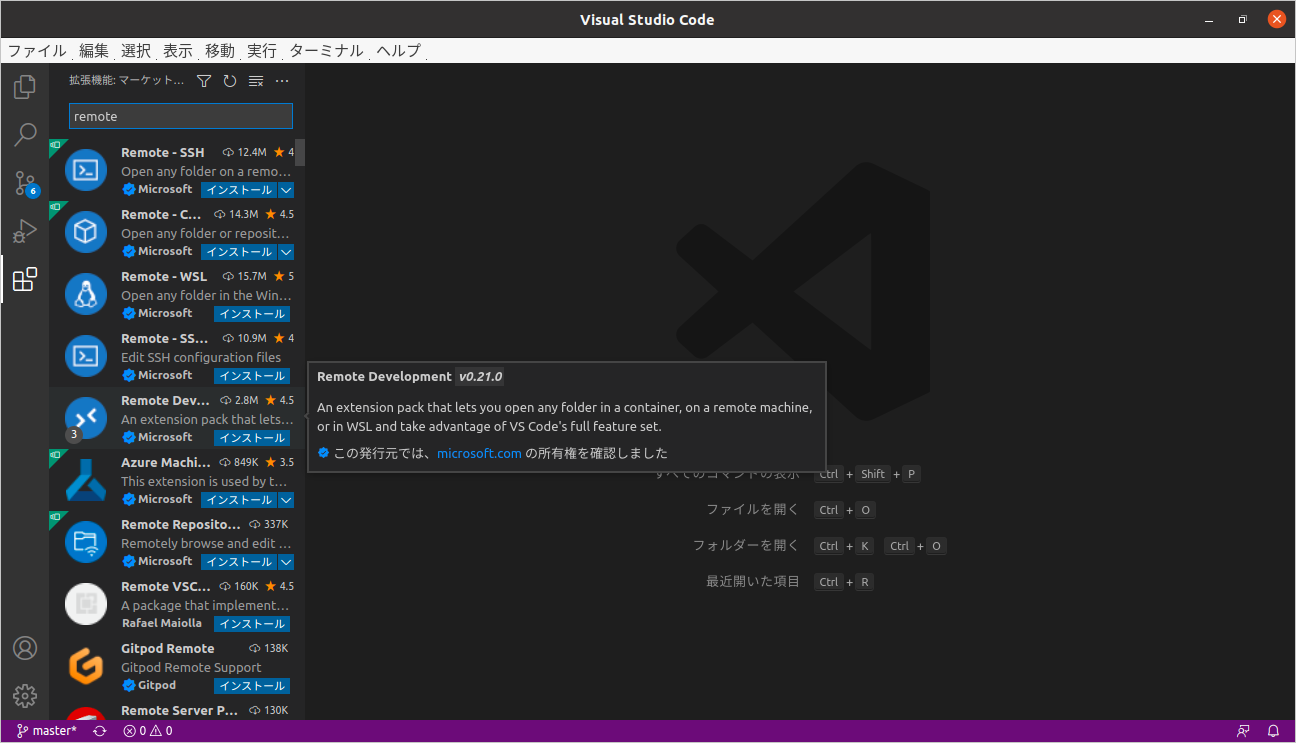 Visual Studio Code
ファイル 編集 選択 表示 移動 実行 ターミナル ヘルプ
拡張機能: マーケット...
remote
Remote - SSH 12.4M ★ 4
Open any folder on a remo...
Microsoft インストール
Remote - C... 14.3M ★ 4.5
Open any folder or reposit...
Microsoft インストール
Remote - WSL 15.7M ★ 5
Open any folder in the Win...
Microsoft インストール
Remote - SS... 10.9M ★ 4
Edit SSH configuration files
Microsoft インストール
Remote Dev... 2.8M ★ 4.5
An extension pack that lets...
3 Microsoft インストール
Azure Machi... 849K ★ 3.5
This extension is used by t...
Microsoft インストール
Remote Reposito... 337K
Remotely browse and edit ...
Microsoft インストール
Remote VSC... 160K ★ 4.5
A package that implement...
Rafael Maiolla インストール
Gitpod Remote 138K
Gitpod Remote Support
Gitpod インストール
Remote Server P... 130K
6
Remote Development v0.21.0
An extension pack that lets you open any folder in a container, on a remote machine,
or in WSL and take advantage of VS Code's full feature set.
この発行元では、microsoft.com の所有権を確認しました
すべてのコマンドの表示 Ctrl + Shift + P
ファイルを開く Ctrl + O
フォルダーを開く Ctrl + K Ctrl + O
最近開いた項目 Ctrl + R
master* 0 0